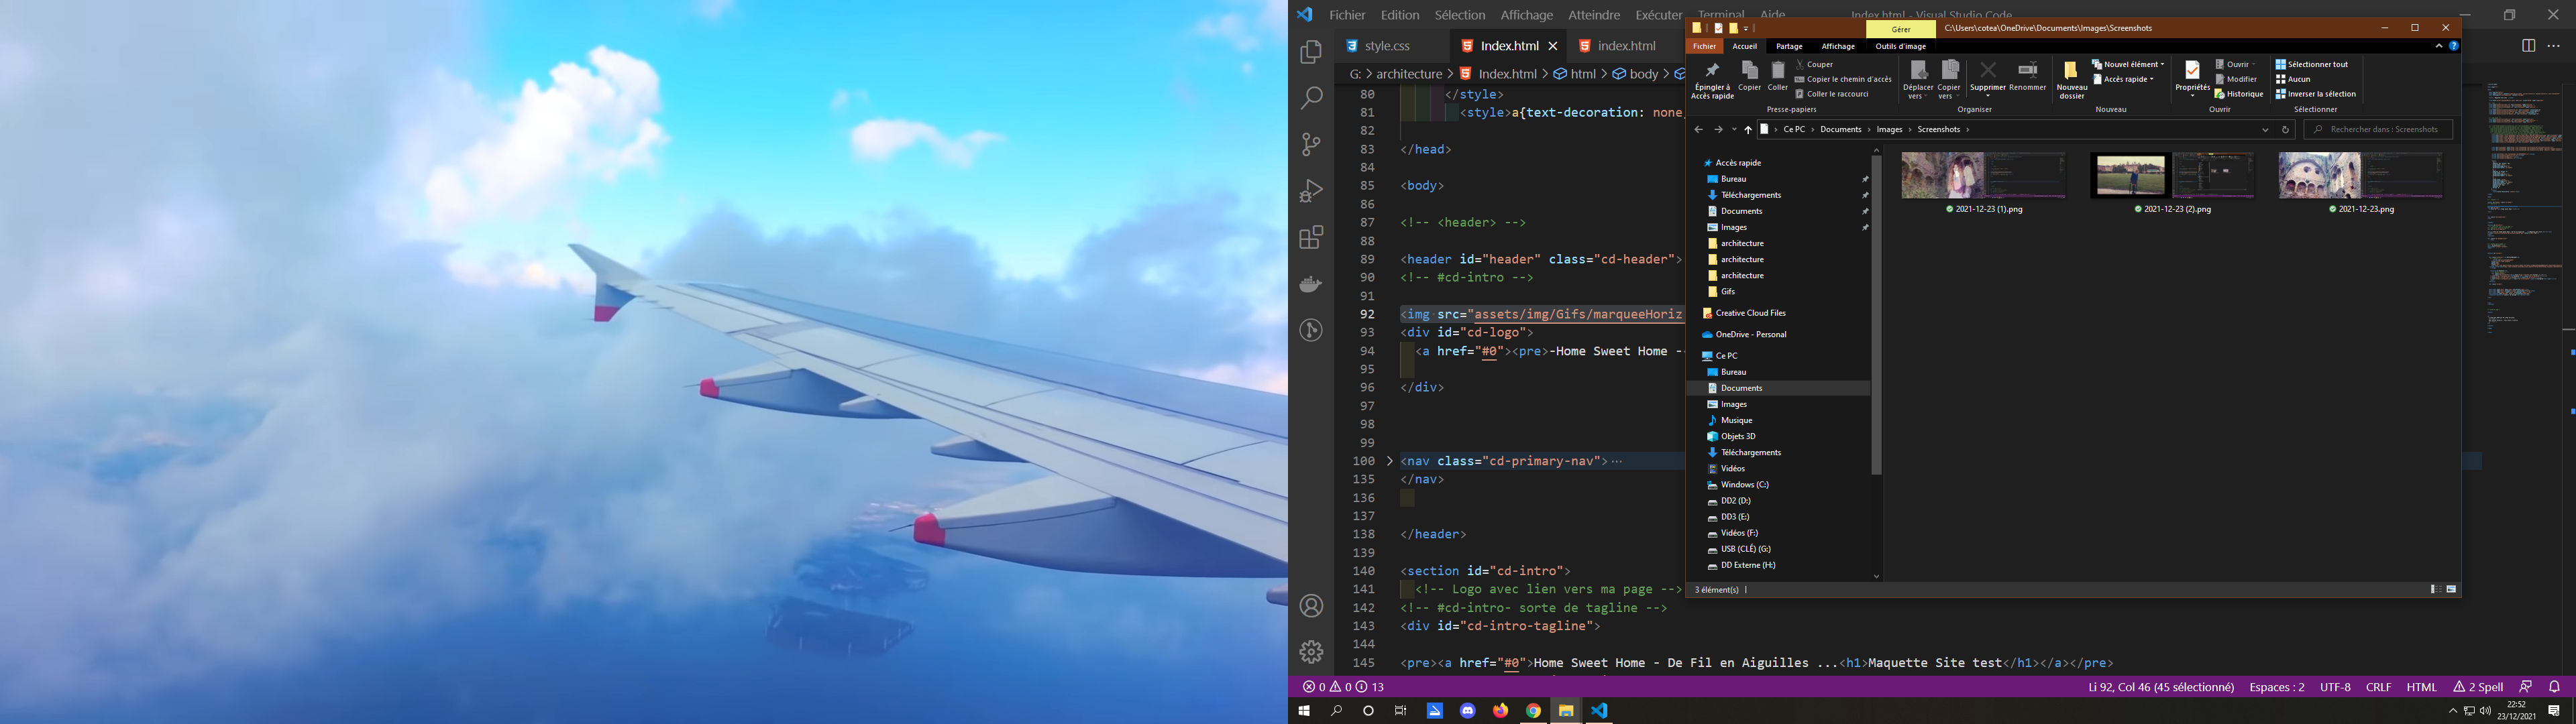 Fichier Edition Sélection Affichage Atteindre Exécuter Terminal Aide Index.html - Visual Studio Code
style.css Index.html index.html
G: > architecture > Index.html > html > body >
80 </style>
81 <style>a{text-decoration: none
82
83 </head>
84
85 <body>
86
87 <!-- <header> -->
88
89 <header id="header" class="cd-header">
90 <!-- #cd-intro -->
91
92 <img src="assets/img/Gifs/marqueeHoriz
93 <div id="cd-logo">
94 <a href="#0"><pre>-Home Sweet Home -
95
96 </div>
97
98
99
100 <nav class="cd-primary-nav"> ...
135 </nav>
136
137
138 </header>
139
140 <section id="cd-intro">
141 <!-- Logo avec lien vers ma page -->
142 <!-- #cd-intro- sorte de tagline -->
143 <div id="cd-intro-tagline">
144
145 <pre><a href="#0">Home Sweet Home - De Fil en Aiguilles ...<h1>Maquette Site test</h1></a></pre>
Gérer C:\Users\cotea\OneDrive\Documents\Images\Screenshots
Fichier Accueil Partage Affichage Outils d'image
Épingler à Accès rapide
Copier
Coller
Couper
Copier le chemin d'accès
Coller le raccourci
Presse-papiers
Déplacer vers
Copier vers
Supprimer
Renommer
Organiser
Nouveau dossier
Nouvel élément
Accès rapide
Nouveau
Propriétés
Ouvrir
Modifier
Historique
Ouvrir
Sélectionner tout
Aucun
Inverser la sélection
Sélectionner
Ce PC > Documents > Images > Screenshots >
Rechercher dans : Screenshots
Accès rapide
Bureau
Téléchargements
Documents
Images
architecture
architecture
architecture
Gifs
Creative Cloud Files
OneDrive - Personal
Ce PC
Bureau
Documents
Images
Musique
Objets 3D
Téléchargements
Vidéos
Windows (C:)
DD2 (D:)
DD3 (E:)
Vidéos (F:)
USB (CLÉ) (G:)
DD Externe (H:)
2021-12-23 (1).png
2021-12-23 (2).png
2021-12-23.png
3 élément(s)
0 0 13
Li 92, Col 46 (45 sélectionné) Espaces : 2 UTF-8 CRLF HTML 2 Spell
22:52
23/12/2021